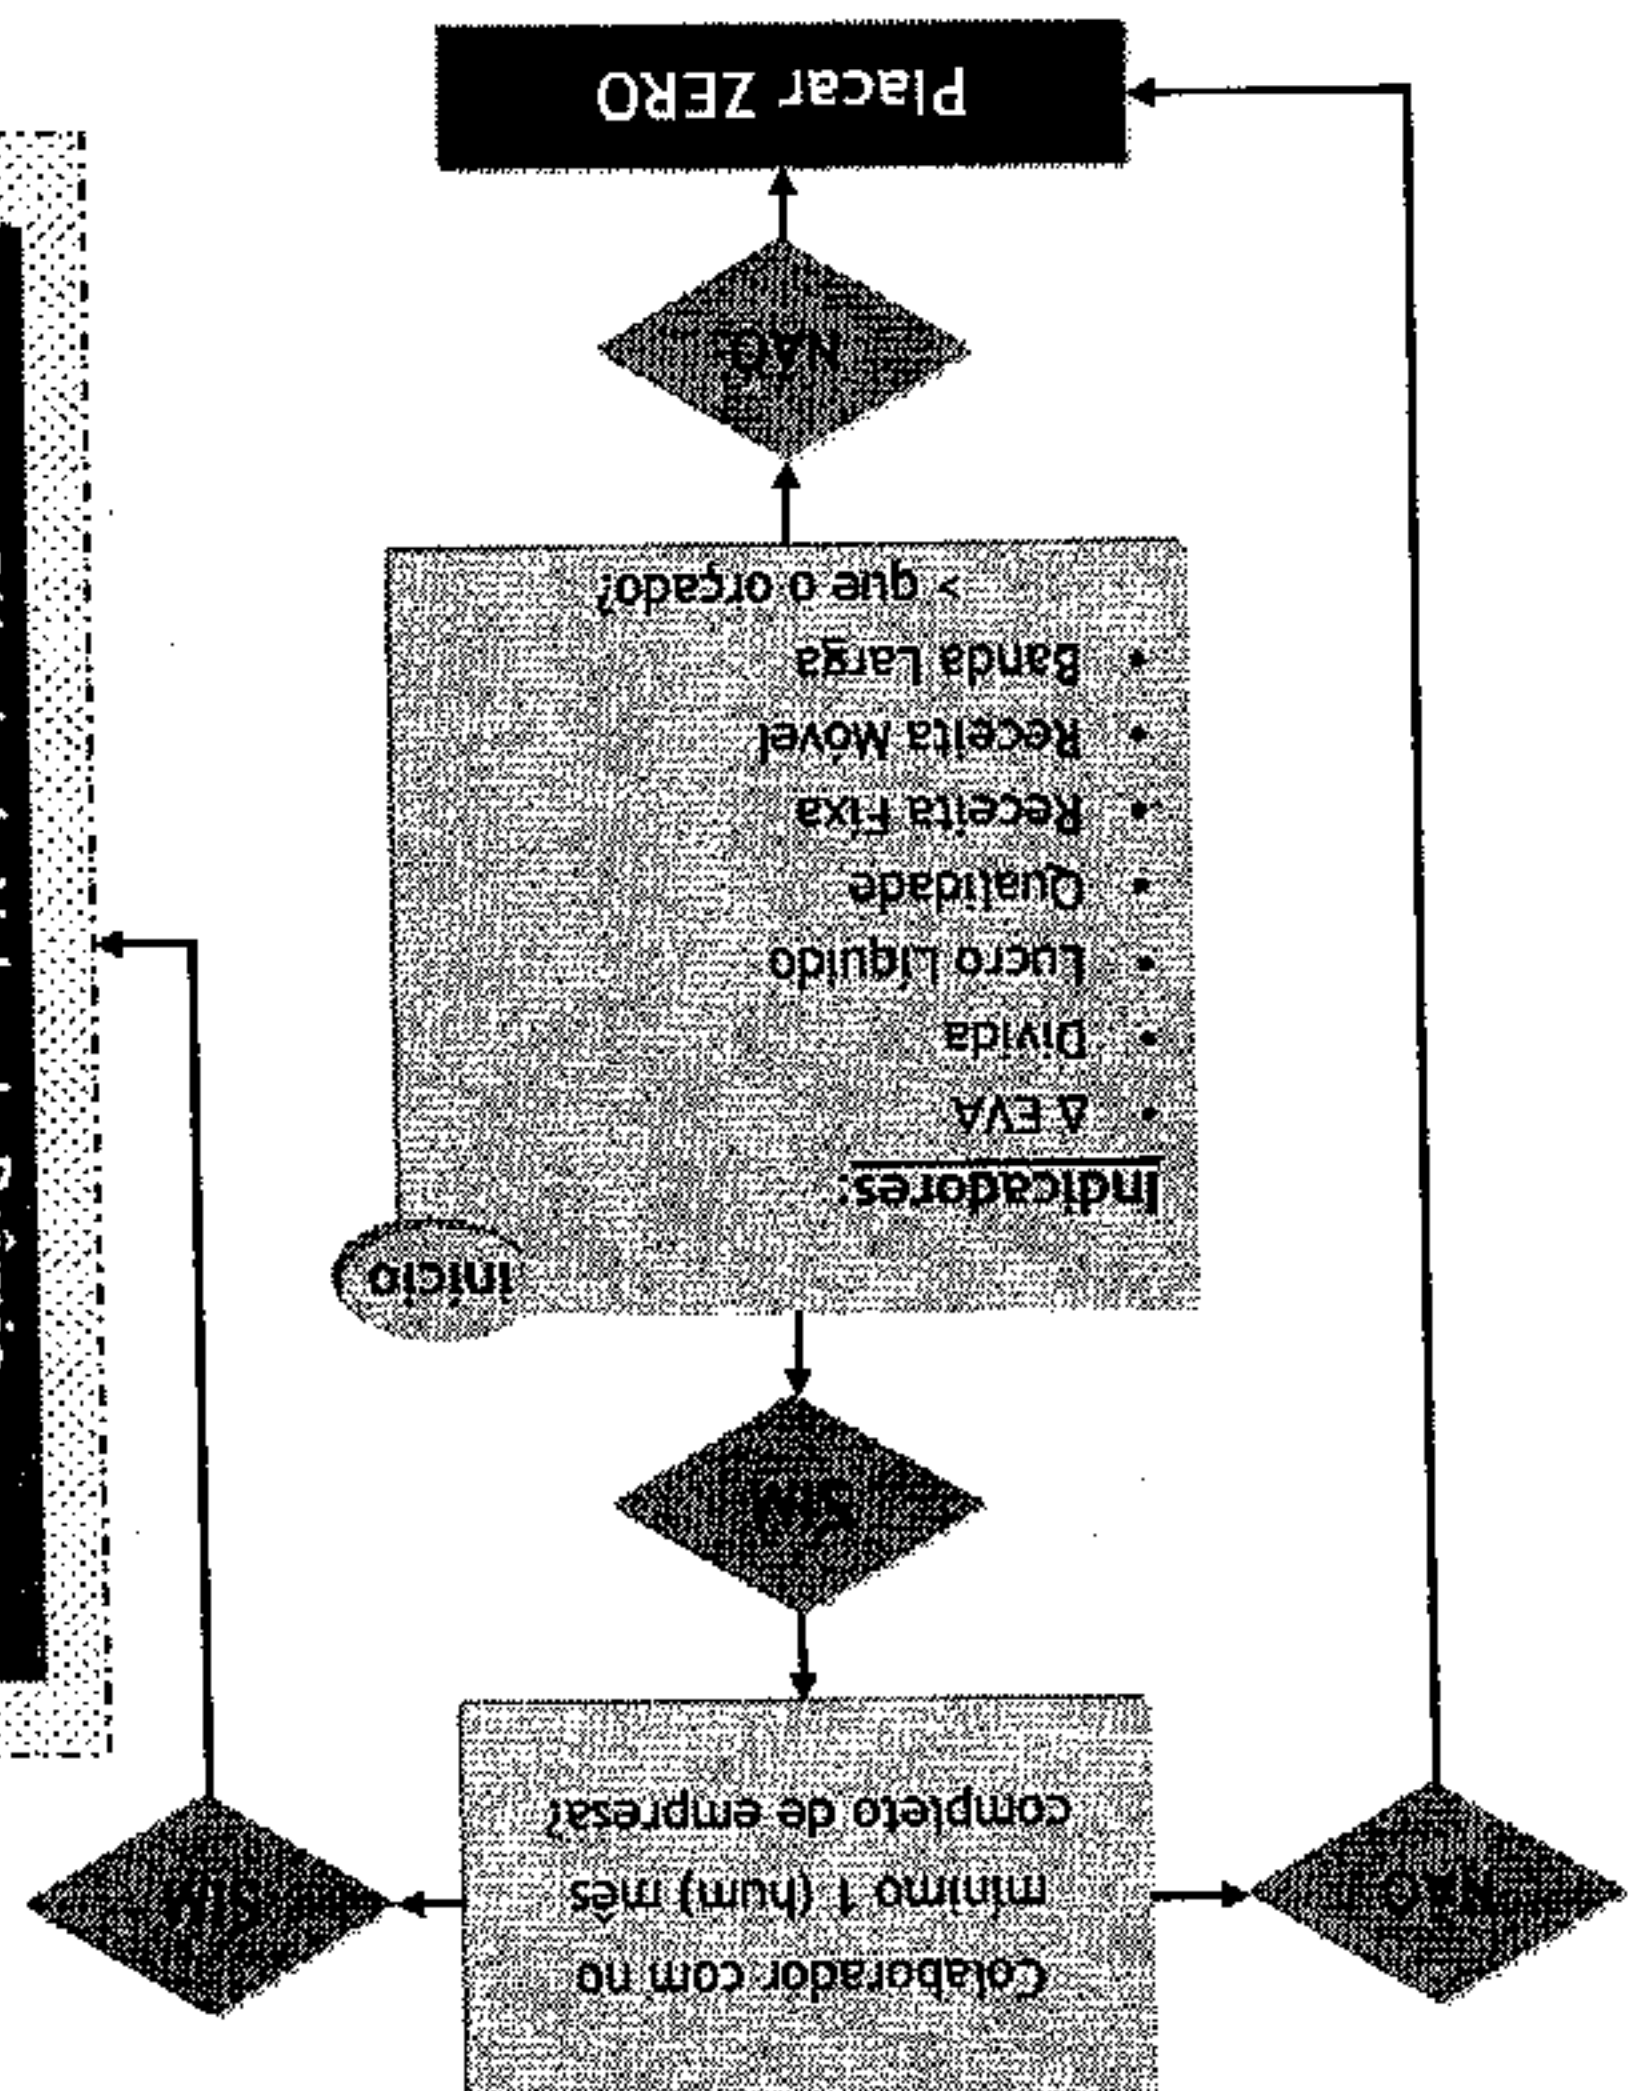 Colaborador com no
mínimo 1 (hum) mês
completo de empresa?
NÃO
SIM
SIM
início
Indicadores:
• Δ EVA
• Dívida
• Lucro Líquido
• Qualidade
• Receita Fixa
• Receita Móvel
• Banda Larga
> que o orçado?
NÃO
Placar ZERO